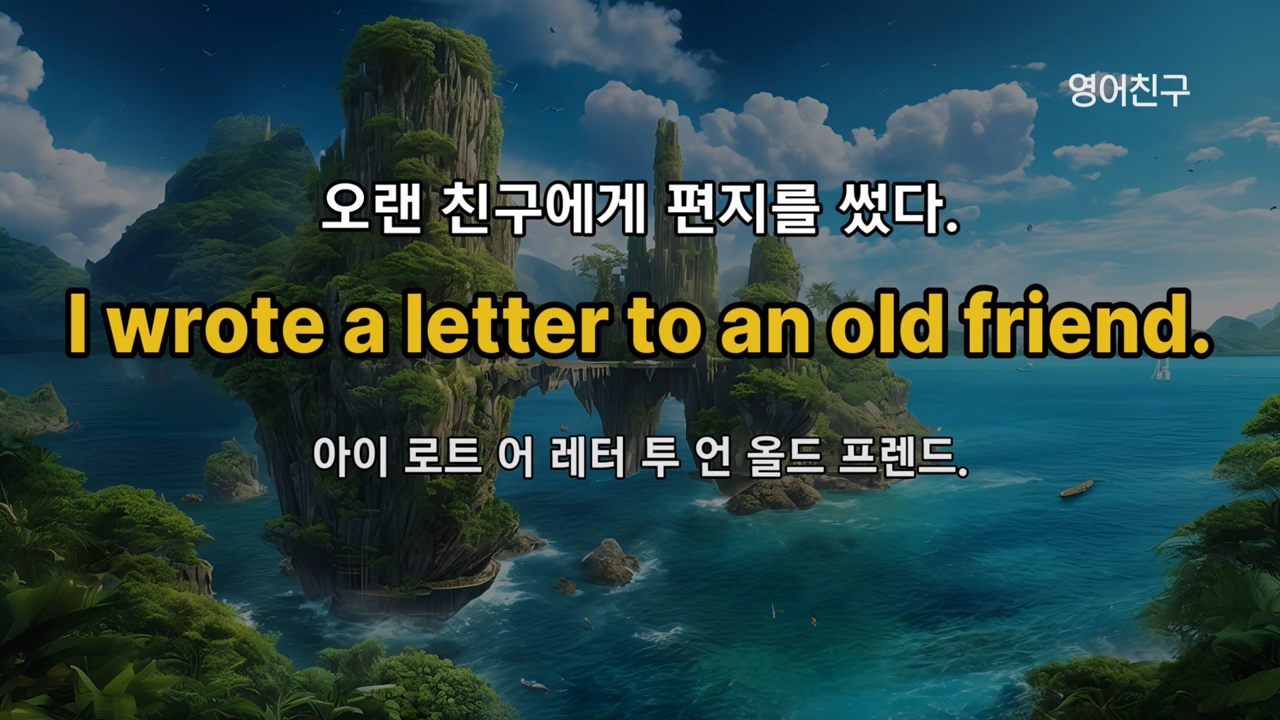 영어친구
오랜 친구에게 편지를 썼다.
I wrote a letter to an old friend.
아이 로트 어 레터 투 언 올드 프렌드.